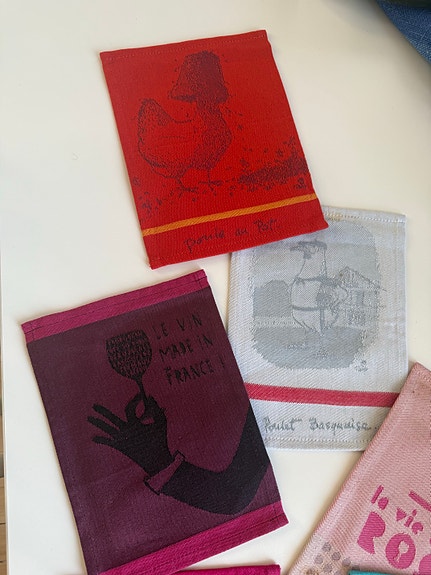 poule au Pot
LE VIN
MADE IN
FRANCE !
Poulet Basquaise
la vie
RO